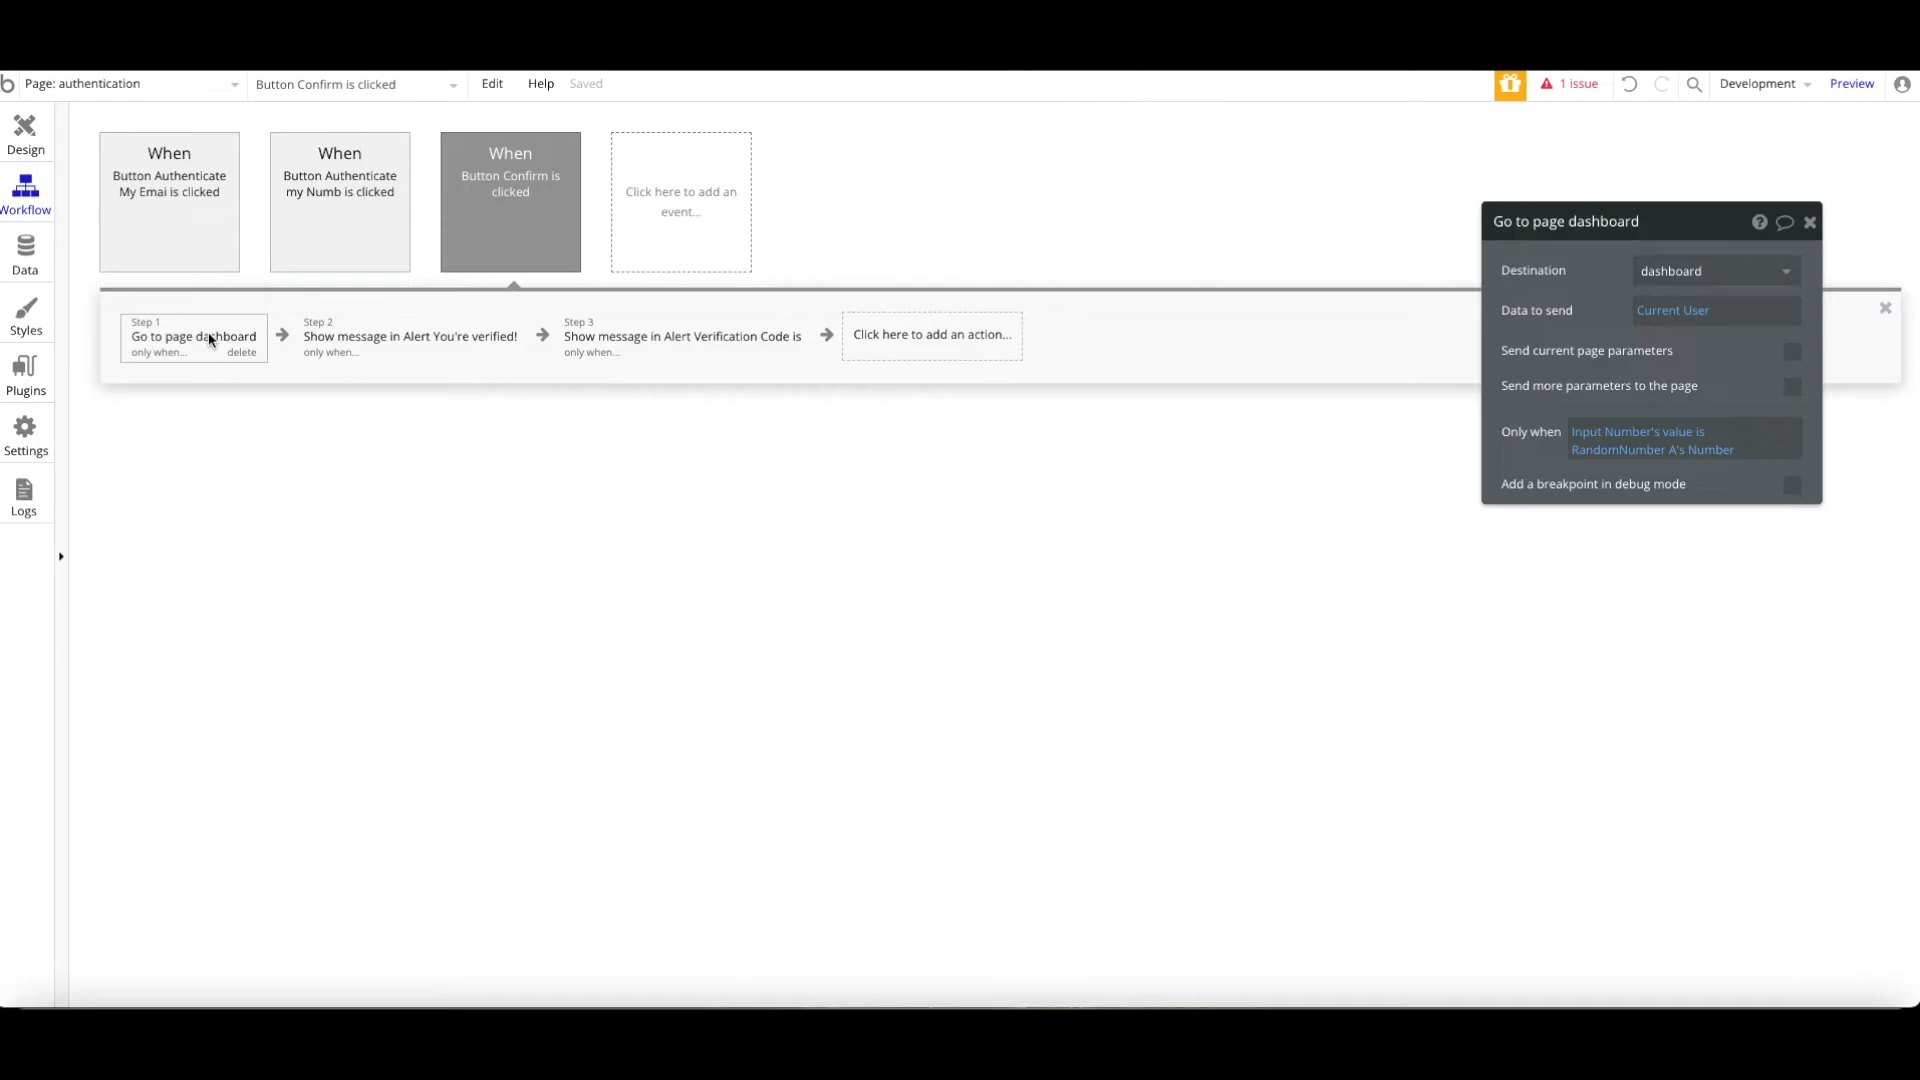 Page: authentication
Button Confirm is clicked
Edit
Help
Saved
1 issue
Development
Preview
Design
Workflow
Data
Styles
Plugins
Settings
Logs
When
Button Authenticate
My Emai is clicked
When
Button Authenticate
my Numb is clicked
When
Button Confirm is
clicked
Click here to add an
event...
Step 1
Go to page dashboard
only when...
delete
Step 2
Show message in Alert You're verified!
only when...
Step 3
Show message in Alert Verification Code is
only when...
Click here to add an action...
Go to page dashboard
Destination
dashboard
Data to send
Current User
Send current page parameters
Send more parameters to the page
Only when
Input Number's value is
RandomNumber A's Number
Add a breakpoint in debug mode